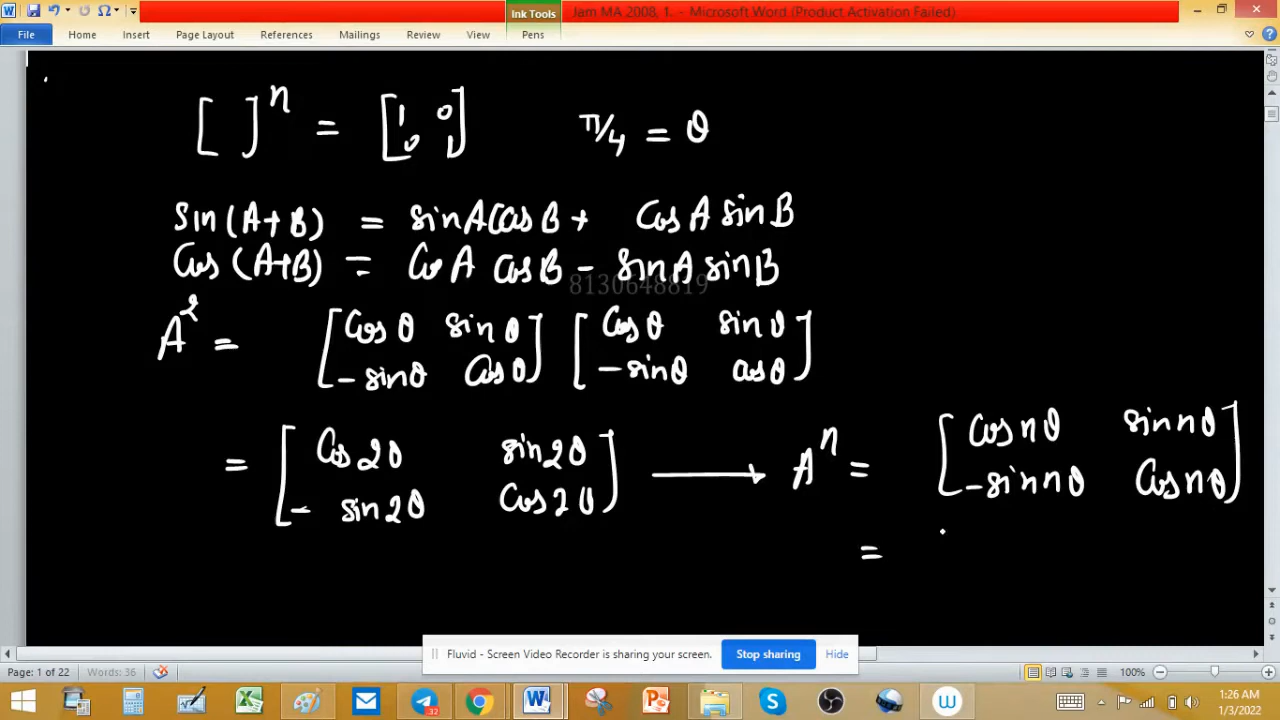 Jam MA 2008, 1. - Microsoft Word (Product Activation Failed)
Ink Tools
File Home Insert Page Layout References Mailings Review View Pens
[ ]^n = [1 0 π/4 = θ
0 1]
sin(A+B) = sinA CosB + CosA sinB
Cos(A+B) = CosA CosB - sinA sinB
8130648819
A² = [Cosθ sinθ] [Cosθ sinθ]
[-sinθ Cosθ] [-sinθ cosθ]
= [Cos2θ sin2θ] → A^n = [Cosnθ sinnθ]
[- sin2θ Cos2θ] [-sinnθ Cosnθ]
=
Fluvid - Screen Video Recorder is sharing your screen. Stop sharing Hide
Page: 1 of 22 Words: 36 100%
32
1:26 AM
1/3/2022